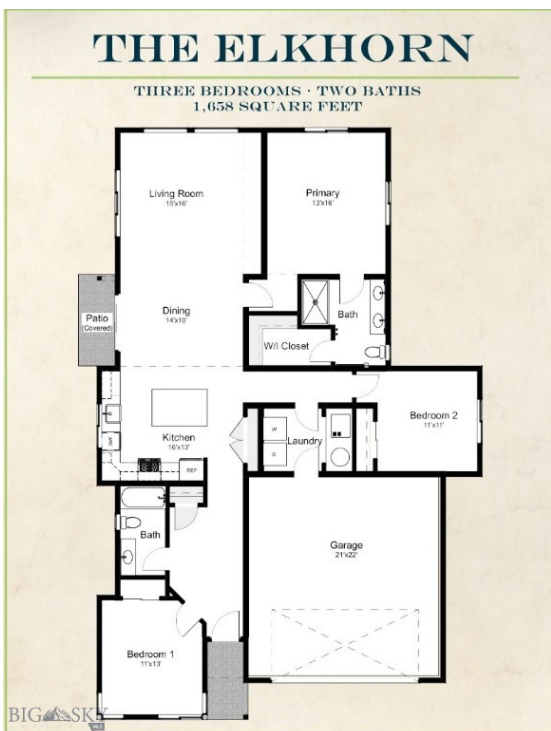 THE ELKHORN
THREE BEDROOMS · TWO BATHS
1,658 SQUARE FEET
Living Room
15'x16'
Primary
13'x16'
Dining
14'x10'
Patio
(Covered)
Bath
W/I Closet
Kitchen
16'x13'
DW
REF
W
D
Laundry
Bedroom 2
11'x11'
Bath
Garage
21'x22'
Bedroom 1
11'x13'
BIG SKY